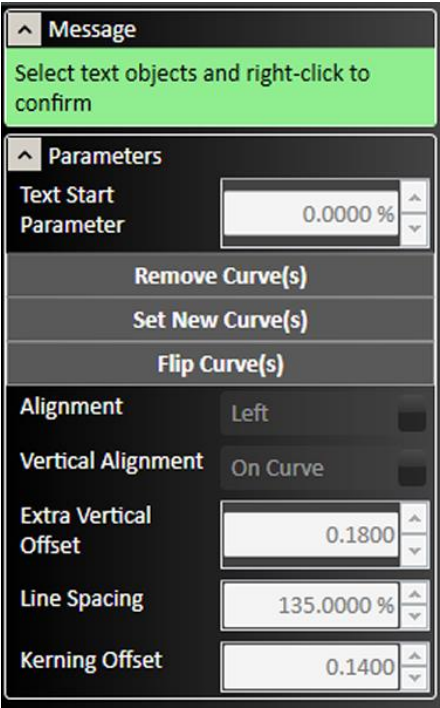 Message
Select text objects and right-click to
confirm
Parameters
Text Start
Parameter
0.0000 %
Remove Curve(s)
Set New Curve(s)
Flip Curve(s)
Alignment
Left
Vertical Alignment
On Curve
Extra Vertical
Offset
0.1800
Line Spacing
135.0000 %
Kerning Offset
0.1400